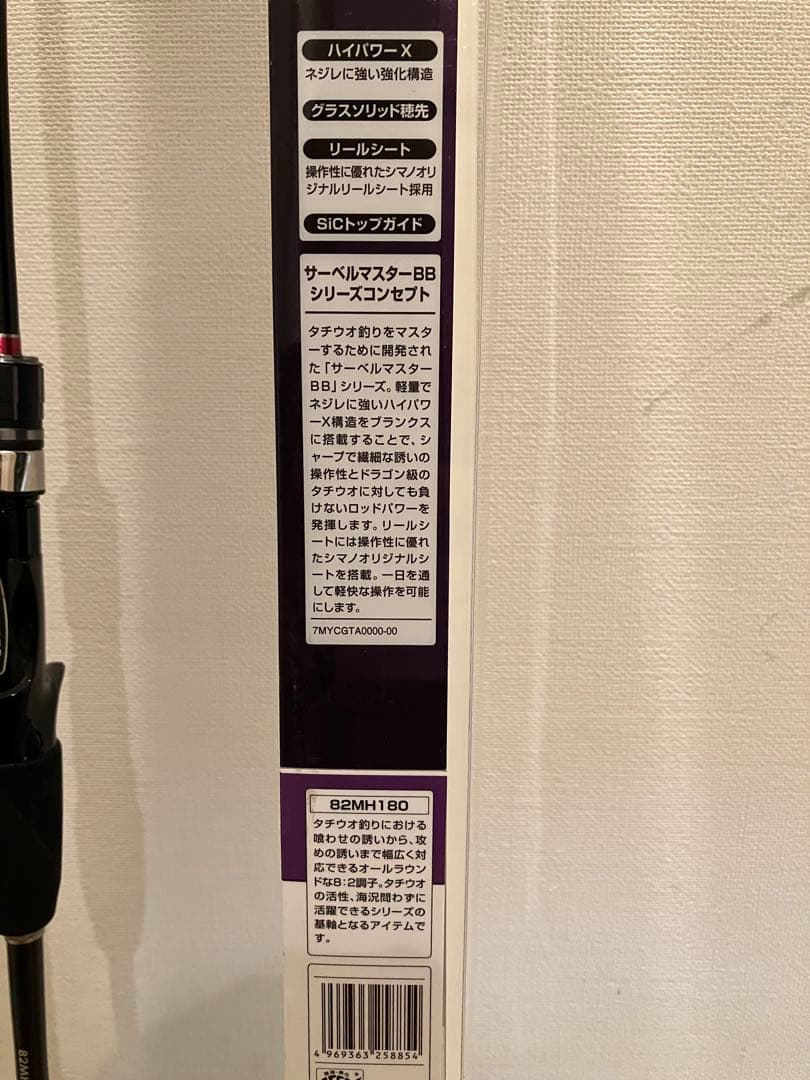 ハイパワーX
ネジレに強い強化構造
グラスソリッド穂先
リールシート
操作性に優れたシマノオリ
ジナルリールシート採用
SiCトップガイド
サーベルマスターBB
シリーズコンセプト
タチウオ釣りをマスタ
ーするために開発され
た「サーベルマスター
BB」シリーズ。軽量で
ネジレに強いハイパワ
ーX構造をブランクス
に搭載することで、シ
ャープで繊細な誘いの
操作性とドラゴン級の
タチウオに対しても負
けないロッドパワーを
発揮します。リールシ
ートには操作性に優れ
たシマノオリジナルシ
ートを搭載。一日を通
して軽快な操作を可能
にします。
7MYCGTA0000-00
82MH180
タチウオ釣りにおける
喰わせの誘いから、攻
めの誘いまで幅広く対
応できるオールラウン
ドな8:2調子。タチウオ
の活性、海況問わずに
活躍できるシリーズの
基軸となるアイテムで
す。
4 969363 258854
82M